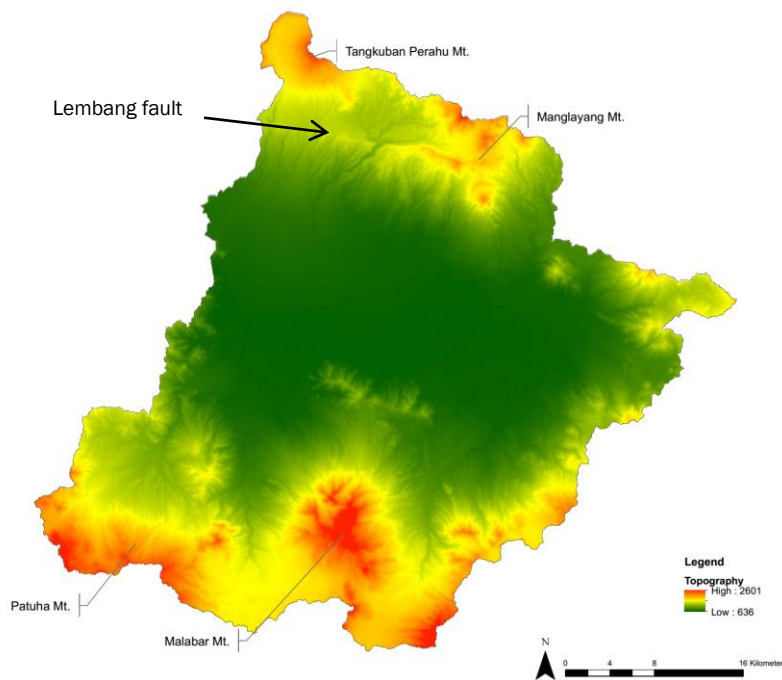 Tangkuban Perahu Mt.
Lembang fault
Manglayang Mt.
Patuha Mt.
Malabar Mt.
Legend
Topography
High : 2601
Low : 636
N
0 4 8 16 Kilometer